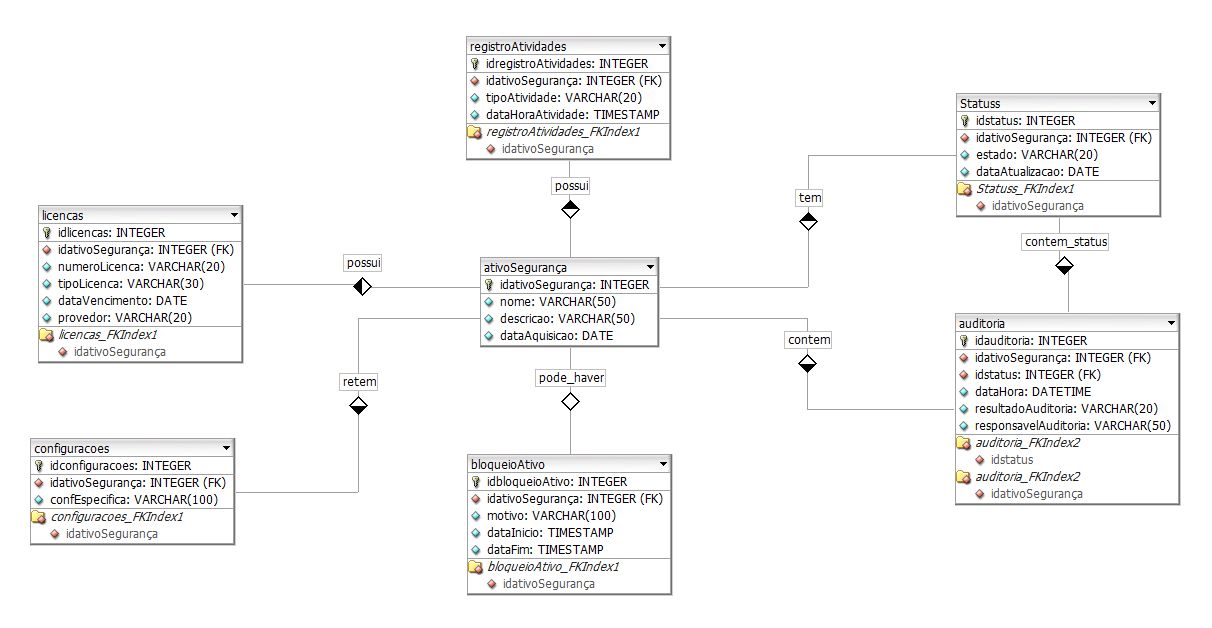 registroAtividades
idregistroAtividades: INTEGER
idativoSegurança: INTEGER (FK)
tipoAtividade: VARCHAR(20)
dataHoraAtividade: TIMESTAMP
registroAtividades_FKIndex1
idativoSegurança
possui
Statuss
idstatus: INTEGER
idativoSegurança: INTEGER (FK)
estado: VARCHAR(20)
dataAtualizacao: DATE
Statuss_FKIndex1
idativoSegurança
tem
contem_status
licencas
idlicencas: INTEGER
idativoSegurança: INTEGER (FK)
numeroLicenca: VARCHAR(20)
tipoLicenca: VARCHAR(30)
dataVencimento: DATE
provedor: VARCHAR(20)
licencas_FKIndex1
idativoSegurança
possui
ativoSegurança
idativoSegurança: INTEGER
nome: VARCHAR(50)
descricao: VARCHAR(50)
dataAquisicao: DATE
contem
auditoria
idauditoria: INTEGER
idativoSegurança: INTEGER (FK)
idstatus: INTEGER (FK)
dataHora: DATETIME
resultadoAuditoria: VARCHAR(20)
responsavelAuditoria: VARCHAR(50)
auditoria_FKIndex2
idstatus
auditoria_FKIndex2
idativoSegurança
retem
pode_haver
configuracoes
idconfiguracoes: INTEGER
idativoSegurança: INTEGER (FK)
confEspecifica: VARCHAR(100)
configuracoes_FKIndex1
idativoSegurança
bloqueioAtivo
idbloqueioAtivo: INTEGER
idativoSegurança: INTEGER (FK)
motivo: VARCHAR(100)
dataInicio: TIMESTAMP
dataFim: TIMESTAMP
bloqueioAtivo_FKIndex1
idativoSegurança